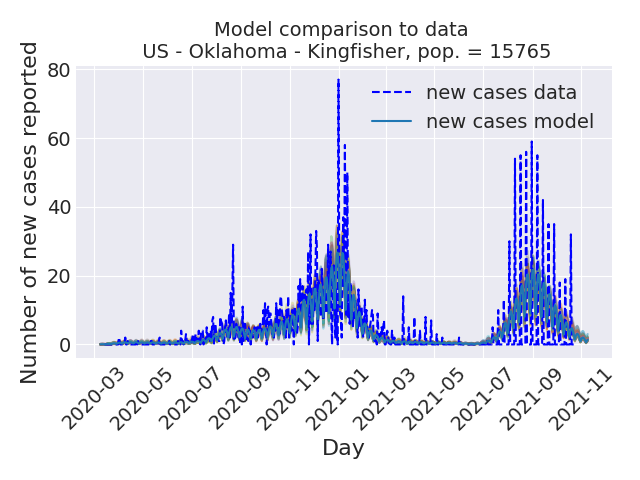 Model comparison to data
US - Oklahoma - Kingfisher, pop. = 15765
Number of new cases reported
80
60
40
20
0
new cases data
new cases model
2020-03
2020-05
2020-07
2020-09
2020-11
2021-01
2021-03
2021-05
2021-07
2021-09
2021-11
Day